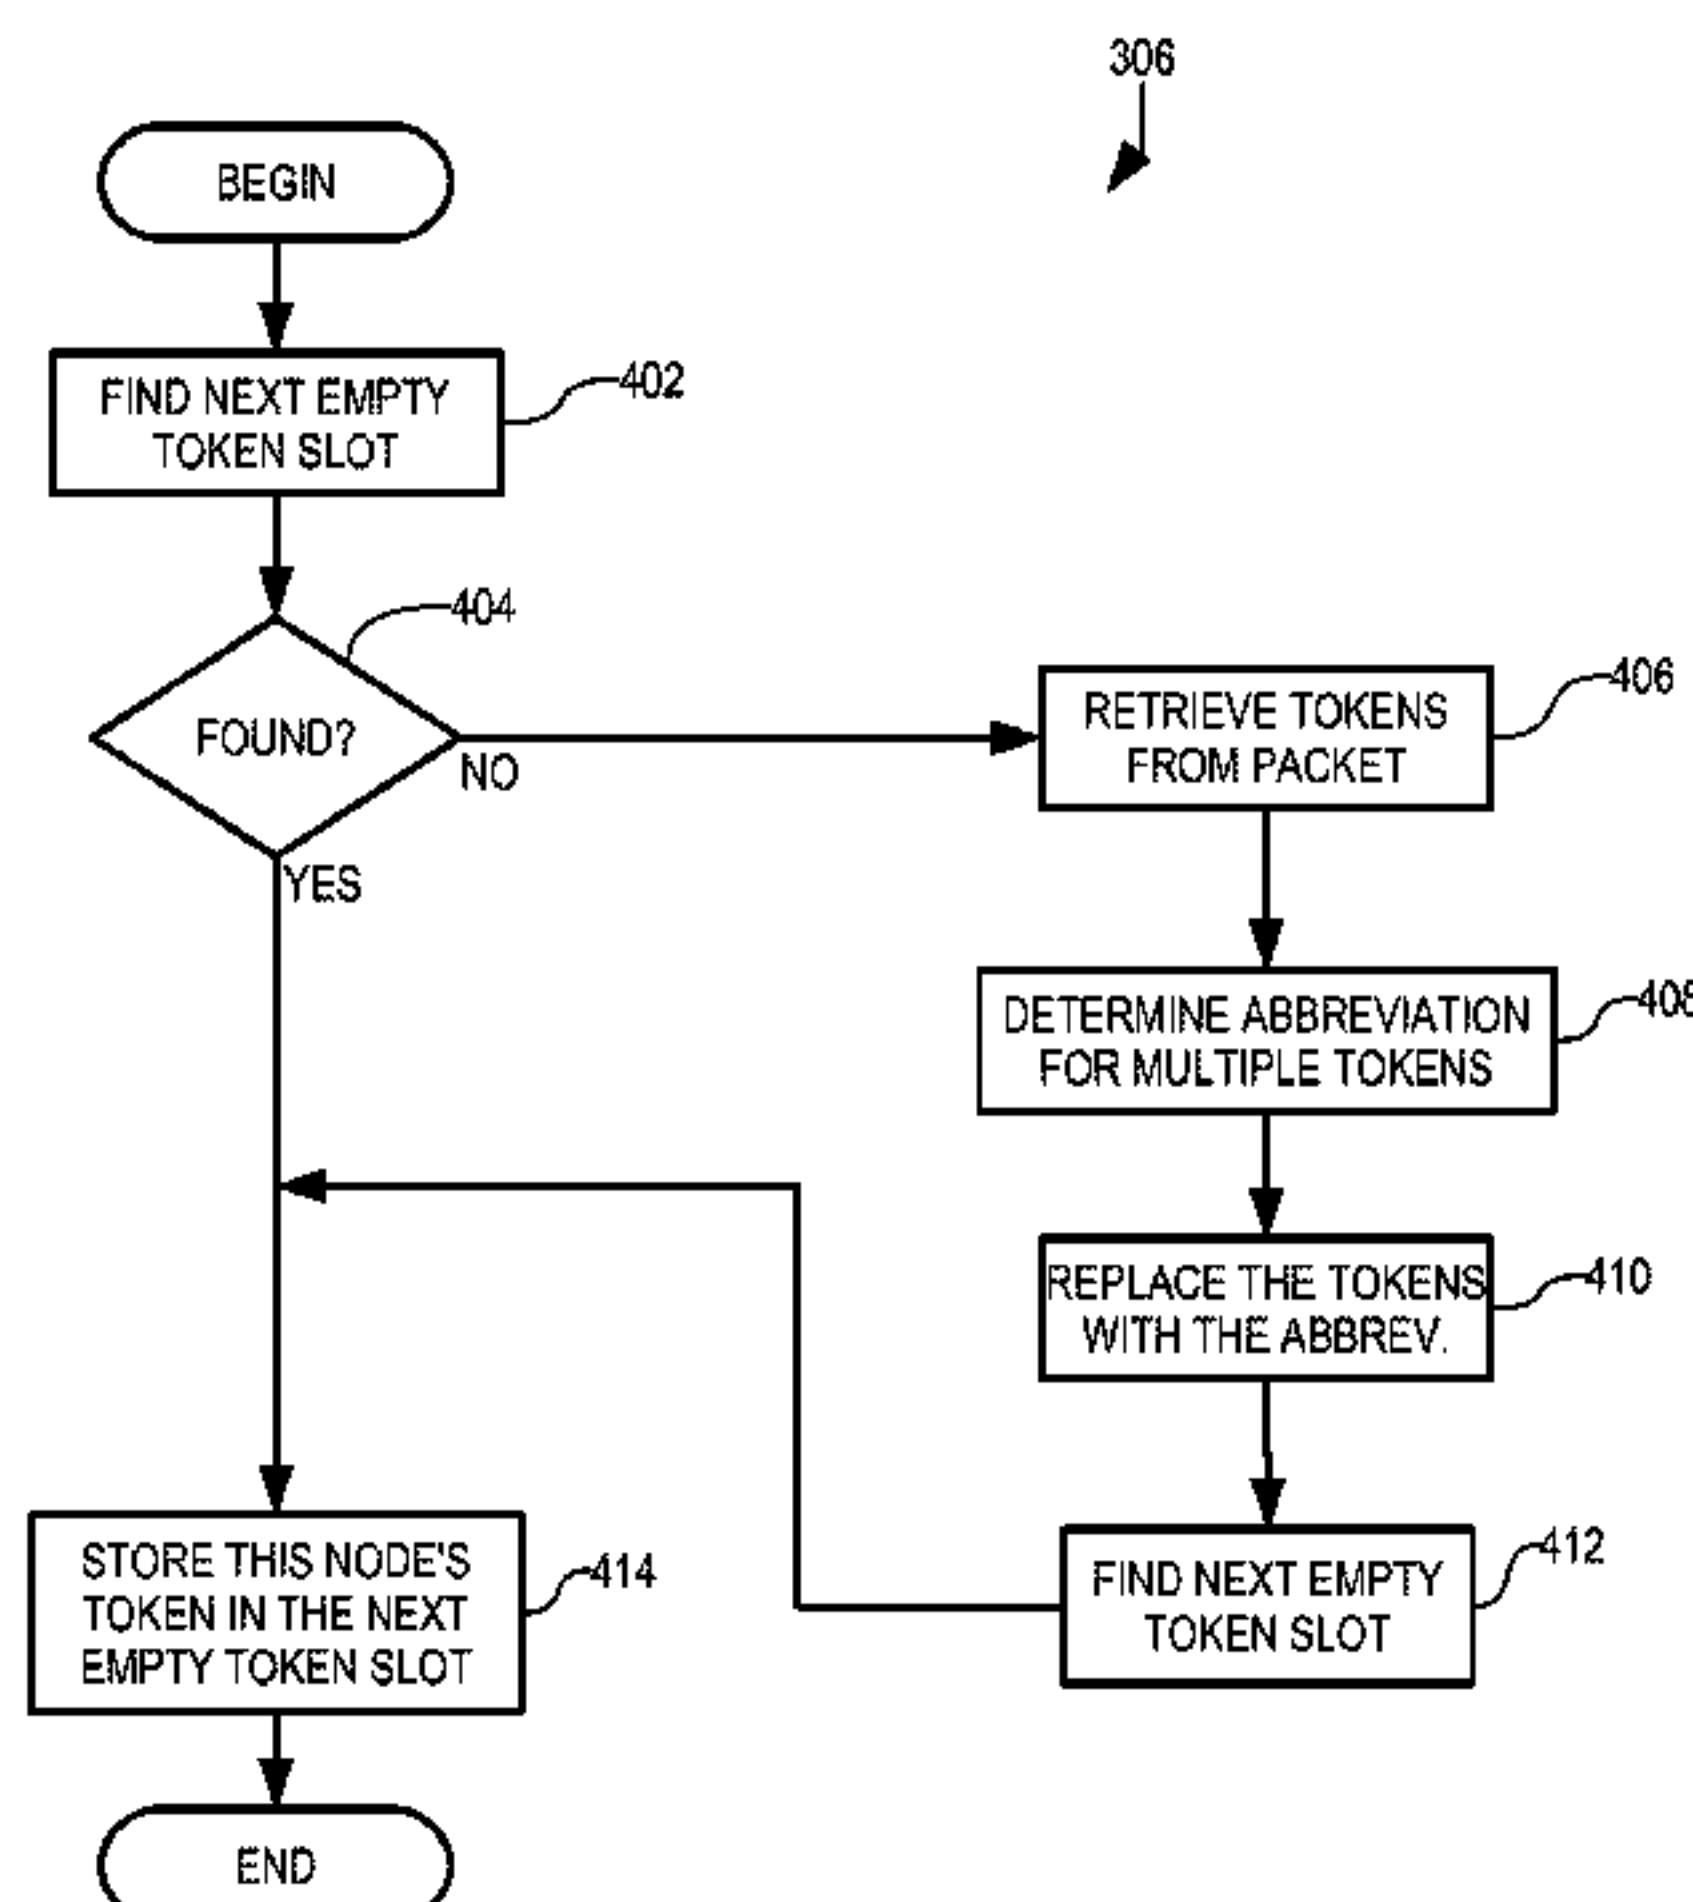 306
BEGIN
FIND NEXT EMPTY
TOKEN SLOT
402
404
FOUND?
NO
YES
RETRIEVE TOKENS
FROM PACKET
406
DETERMINE ABBREVIATION
FOR MULTIPLE TOKENS
408
REPLACE THE TOKENS
WITH THE ABBREV.
410
FIND NEXT EMPTY
TOKEN SLOT
412
STORE THIS NODE'S
TOKEN IN THE NEXT
EMPTY TOKEN SLOT
414
END